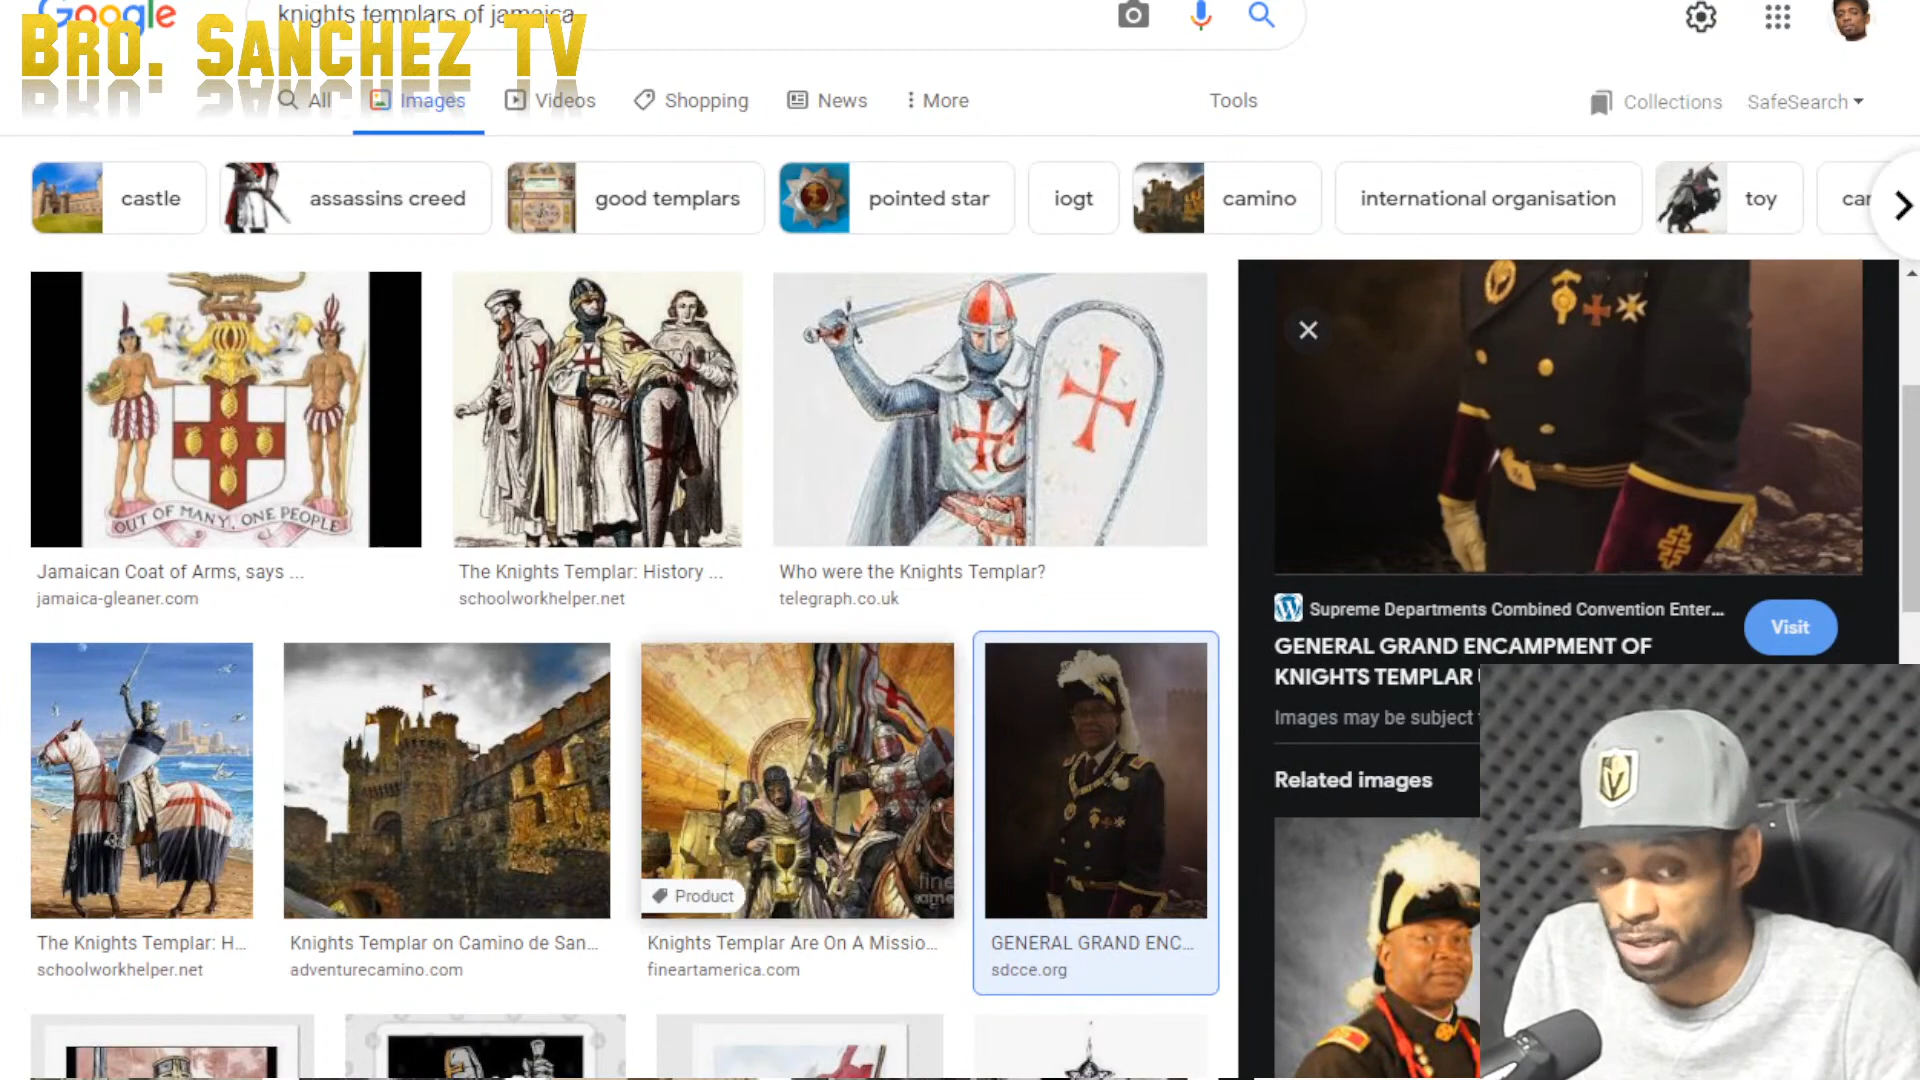 Google
knights templars of jamaica
BRO. SANCHEZ TV
All
Images
Videos
Shopping
News
More
Tools
Collections
SafeSearch
castle
assassins creed
good templars
pointed star
iogt
camino
international organisation
toy
car
OUT OF MANY, ONE PEOPLE
Jamaican Coat of Arms, says ...
jamaica-gleaner.com
The Knights Templar: History ...
schoolworkhelper.net
Who were the Knights Templar?
telegraph.co.uk
Supreme Departments Combined Convention Enter...
GENERAL GRAND ENCAMPMENT OF
KNIGHTS TEMPLAR
Visit
Images may be subject
Related images
Product
fine
The Knights Templar: H...
schoolworkhelper.net
Knights Templar on Camino de San...
adventurecamino.com
Knights Templar Are On A Missio...
fineartamerica.com
GENERAL GRAND ENC...
sdcce.org